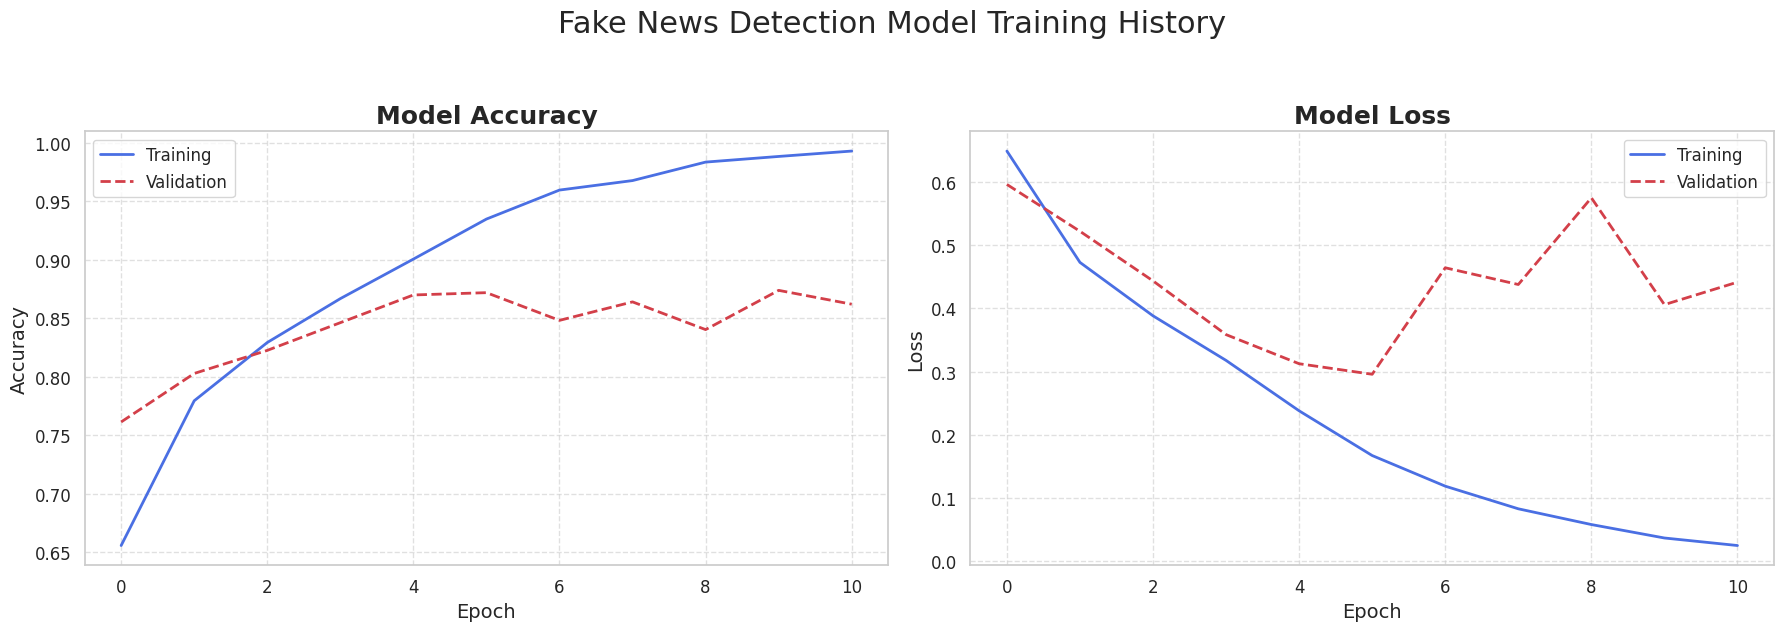 Fake News Detection Model Training History
Model Accuracy
Training
Validation
Accuracy
1.00
0.95
0.90
0.85
0.80
0.75
0.70
0.65
0 2 4 6 8 10
Epoch
Model Loss
Training
Validation
Loss
0.6
0.5
0.4
0.3
0.2
0.1
0.0
0 2 4 6 8 10
Epoch